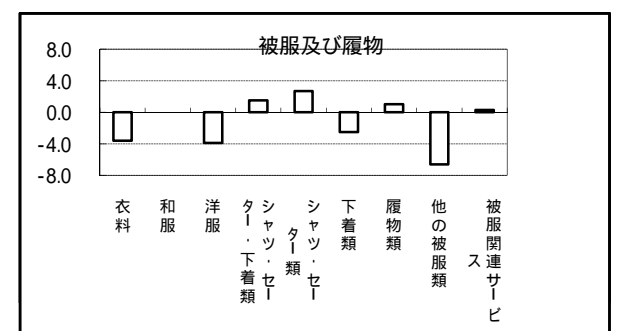 被服及び履物
8.0
4.0
0.0
-4.0
-8.0
衣料
和服
洋服
シャツ・セー
ター・下着類
シャツ・セー
ター類
下着類
履物類
他の被服類
被服関連サービ
ス